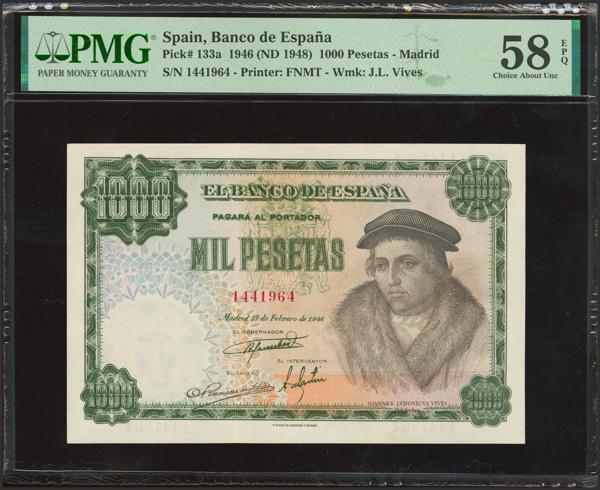 PMG
PAPER MONEY GUARANTY
Spain, Banco de España
Pick# 133a 1946 (ND 1948) 1000 Pesetas - Madrid
S/N 1441964 - Printer: FNMT - Wmk: J.L. Vives
58 EPQ
Choice About Unc
1000
1000
EL BANCO DE ESPAÑA
PAGARÁ AL PORTADOR
MIL PESETAS
1441964
Madrid 19 de Febrero de 1946
EL GOBERNADOR
EL INTERVENTOR
EL CAJERO
IOANNES LVDOVICVS VIVES
1000
1000